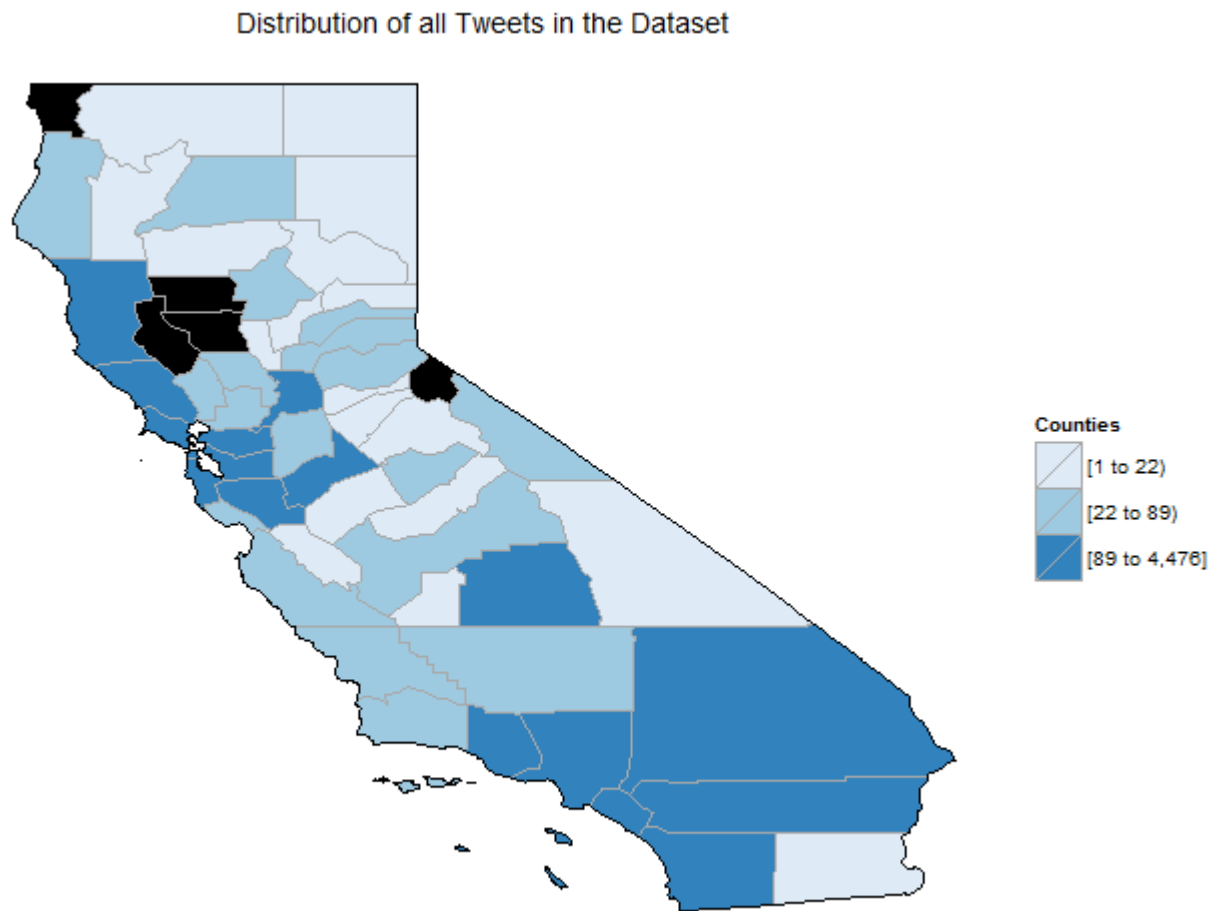 Distribution of all Tweets in the Dataset
Counties
[1 to 22)
[22 to 89)
[89 to 4,476]